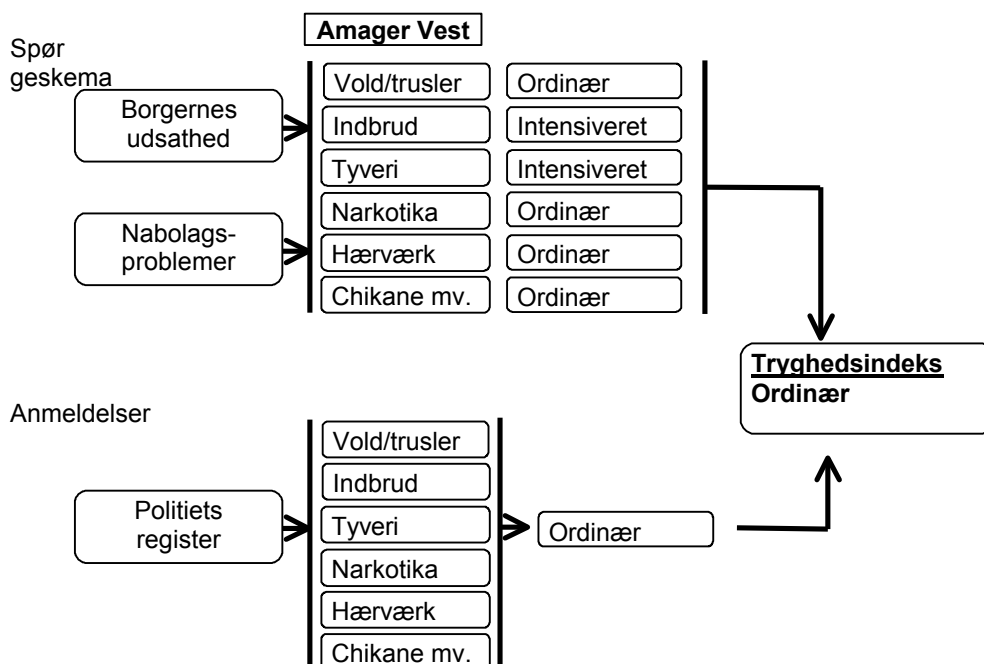 Amager Vest
Spør
geskema
Borgernes
udsathed
Nabolags-
problemer
Vold/trusler Ordinær
Indbrud Intensiveret
Tyveri Intensiveret
Narkotika Ordinær
Hærværk Ordinær
Chikane mv. Ordinær
Tryghedsindeks
Ordinær
Anmeldelser
Politiets
register
Vold/trusler
Indbrud
Tyveri
Narkotika
Hærværk
Chikane mv.
Ordinær